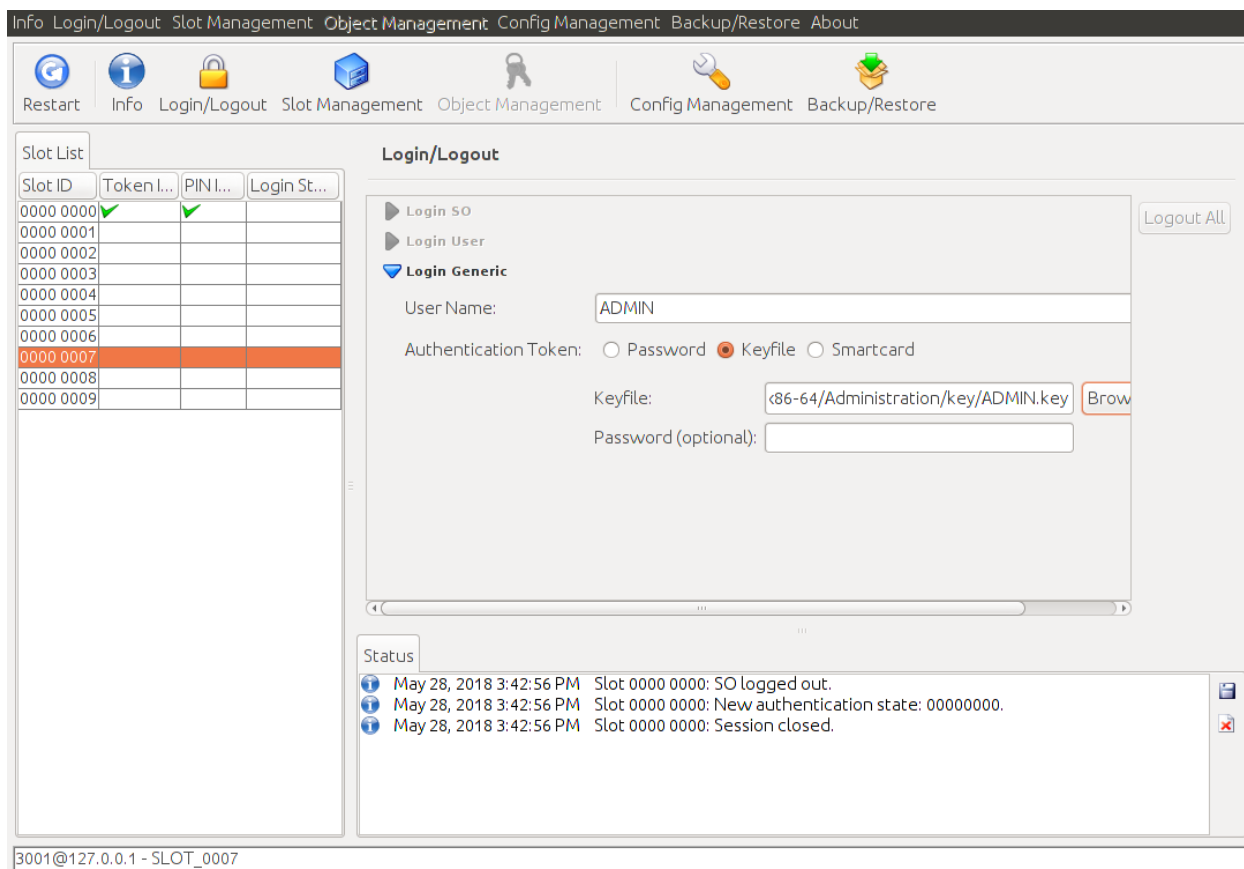 Info Login/Logout Slot Management Object Management Config Management Backup/Restore About
Restart Info Login/Logout Slot Management Object Management Config Management Backup/Restore
Slot List
Slot ID Token I... PIN I... Login St...
0000 0000
0000 0001
0000 0002
0000 0003
0000 0004
0000 0005
0000 0006
0000 0007
0000 0008
0000 0009
Login/Logout
Login SO
Login User
Login Generic
User Name: ADMIN
Authentication Token: Password Keyfile Smartcard
Keyfile: x86-64/Administration/key/ADMIN.key Brow
Password (optional):
Logout All
Status
May 28, 2018 3:42:56 PM Slot 0000 0000: SO logged out.
May 28, 2018 3:42:56 PM Slot 0000 0000: New authentication state: 00000000.
May 28, 2018 3:42:56 PM Slot 0000 0000: Session closed.
3001@127.0.0.1 - SLOT_0007